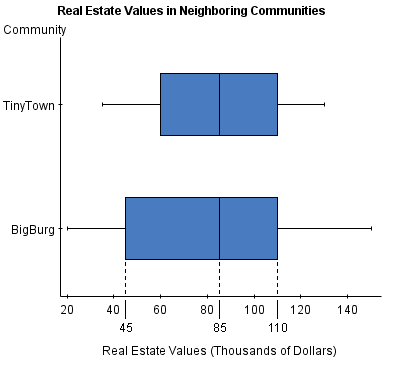 Real Estate Values in Neighboring Communities
Community
TinyTown
BigBurg
20 40 60 80 100 120 140
45 85 110
Real Estate Values (Thousands of Dollars)